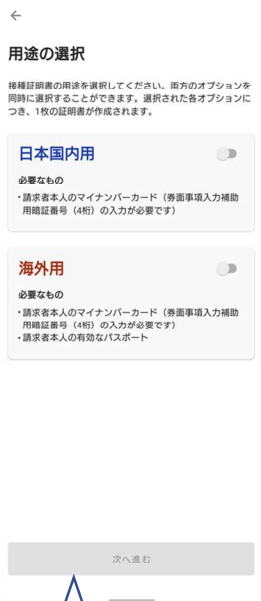 用途の選択
接種証明書の用途を選択してください。両方のオプションを
同時に選択することができます。選択された各オプションに
つき、1枚の証明書が作成されます。
日本国内用
必要なもの
・請求者本人のマイナンバーカード（券面事項入力補助
用暗証番号（4桁）の入力が必要です）
海外用
必要なもの
・請求者本人のマイナンバーカード（券面事項入力補助
用暗証番号（4桁）の入力が必要です）
・請求者本人の有効なパスポート
次へ進む